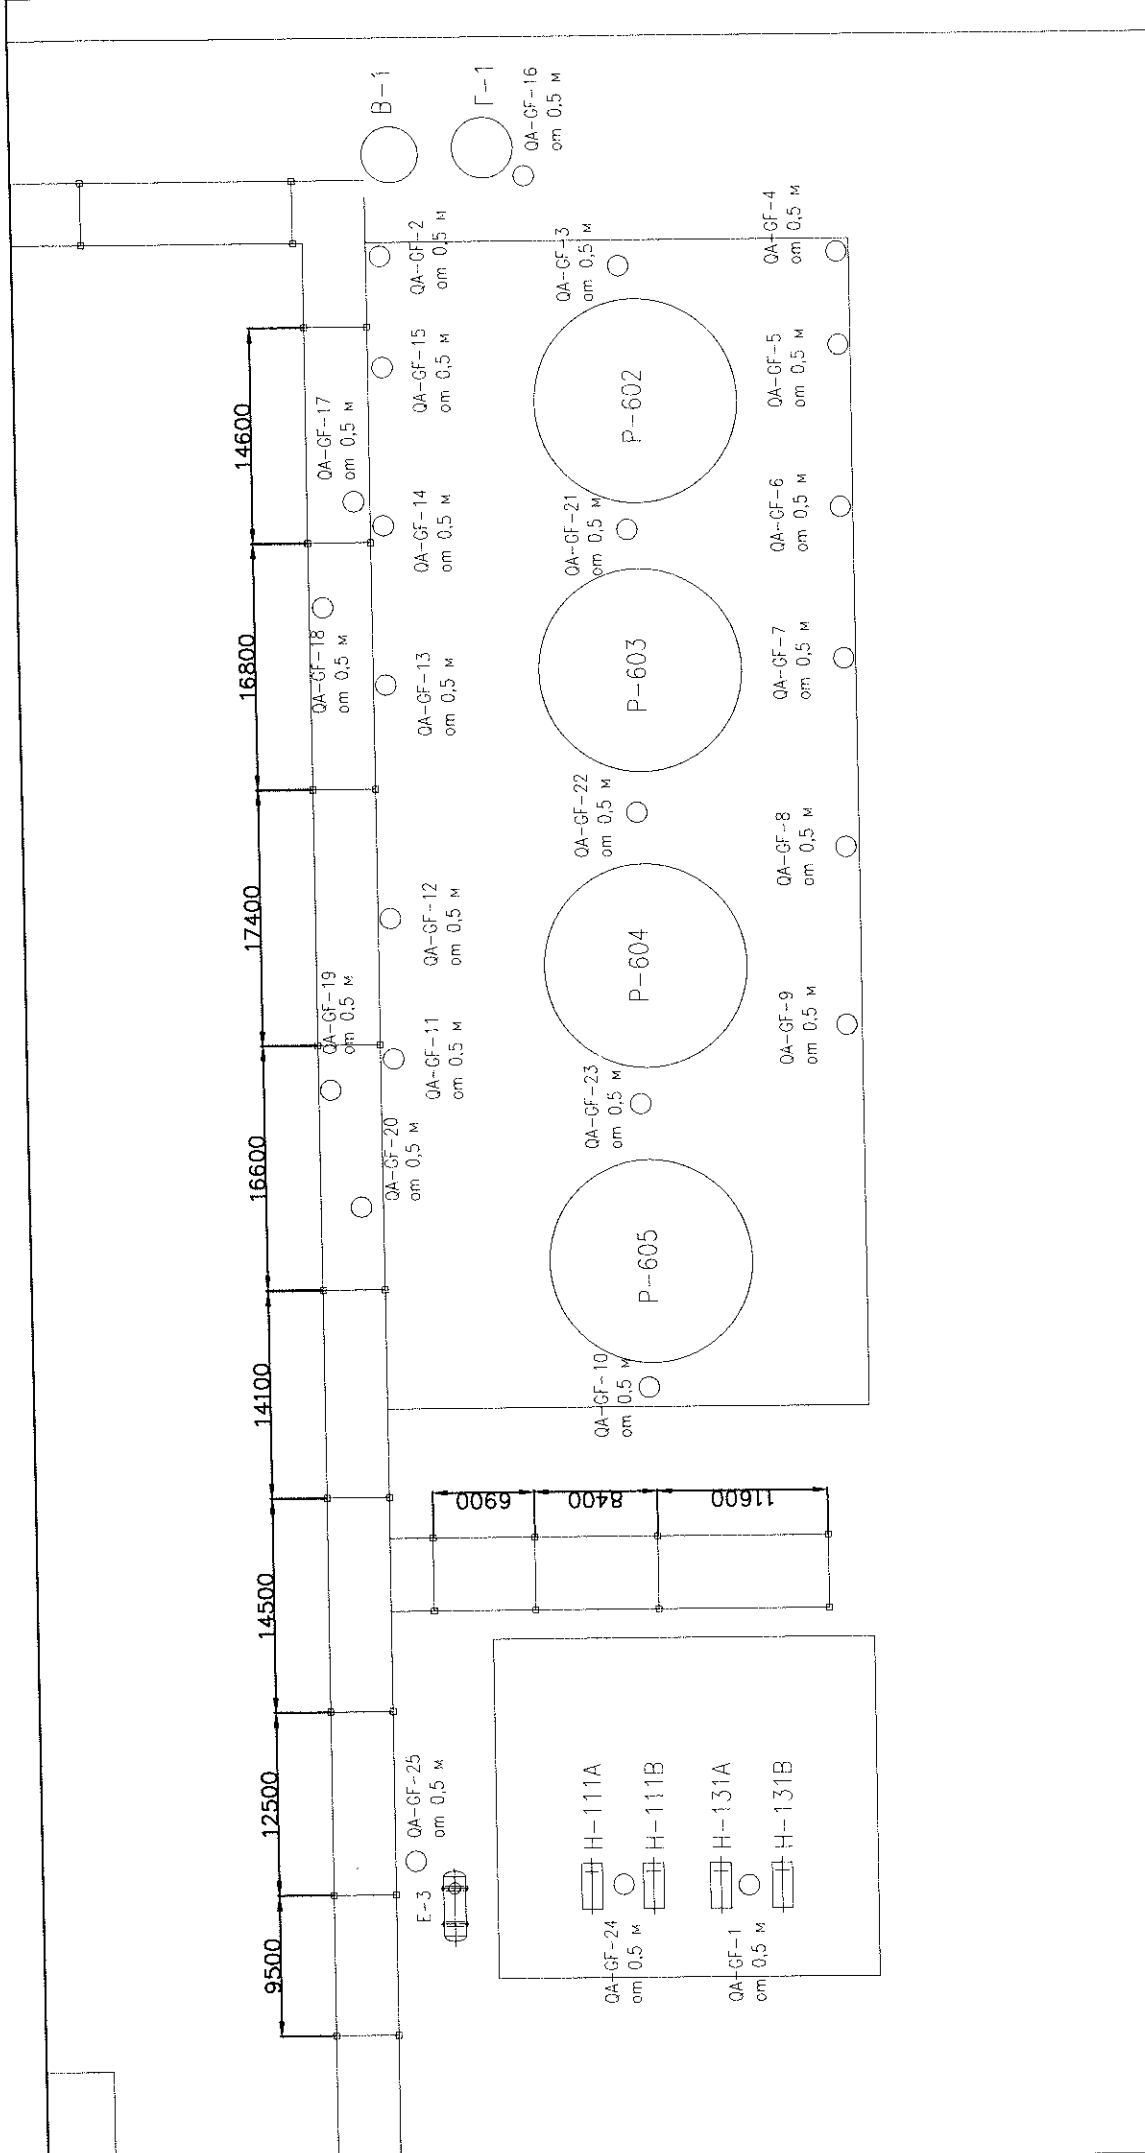 9500
12500
14500
14100
16600
17400
16800
14600
B-1
Г-1
QA-GF-16
от 0,5 м
QA-GF-17
от 0,5 м
QA-GF-18
от 0,5 м
QA-GF-19
от 0,5 м
QA-GF-20
от 0,5 м
QA-GF-2
от 0,5 м
QA-GF-15
от 0,5 м
QA-GF-14
от 0,5 м
QA-GF-13
от 0,5 м
QA-GF-12
от 0,5 м
QA-GF-11
от 0.5 м
QA-GF-25
от 0,5 м
E-3
QA-GF-3
от 0,5 м
P-602
QA-GF-21
от 0,5 м
P-603
QA-GF-22
от 0,5 м
P-604
QA-GF-23
от 0,5 м
P-605
QA-GF-10
от 0.5 м
QA-GF-4
от 0,5 м
QA-GF-5
от 0,5 м
QA-GF-6
от 0,5 м
QA-GF-7
от 0,5 м
QA-GF-8
от 0,5 м
QA-GF-9
от 0.5 м
6900
8400
11600
H-111A
H-111B
H-131A
H-131B
QA-GF-24
от 0.5 м
QA-GF-1
от 0,5 м